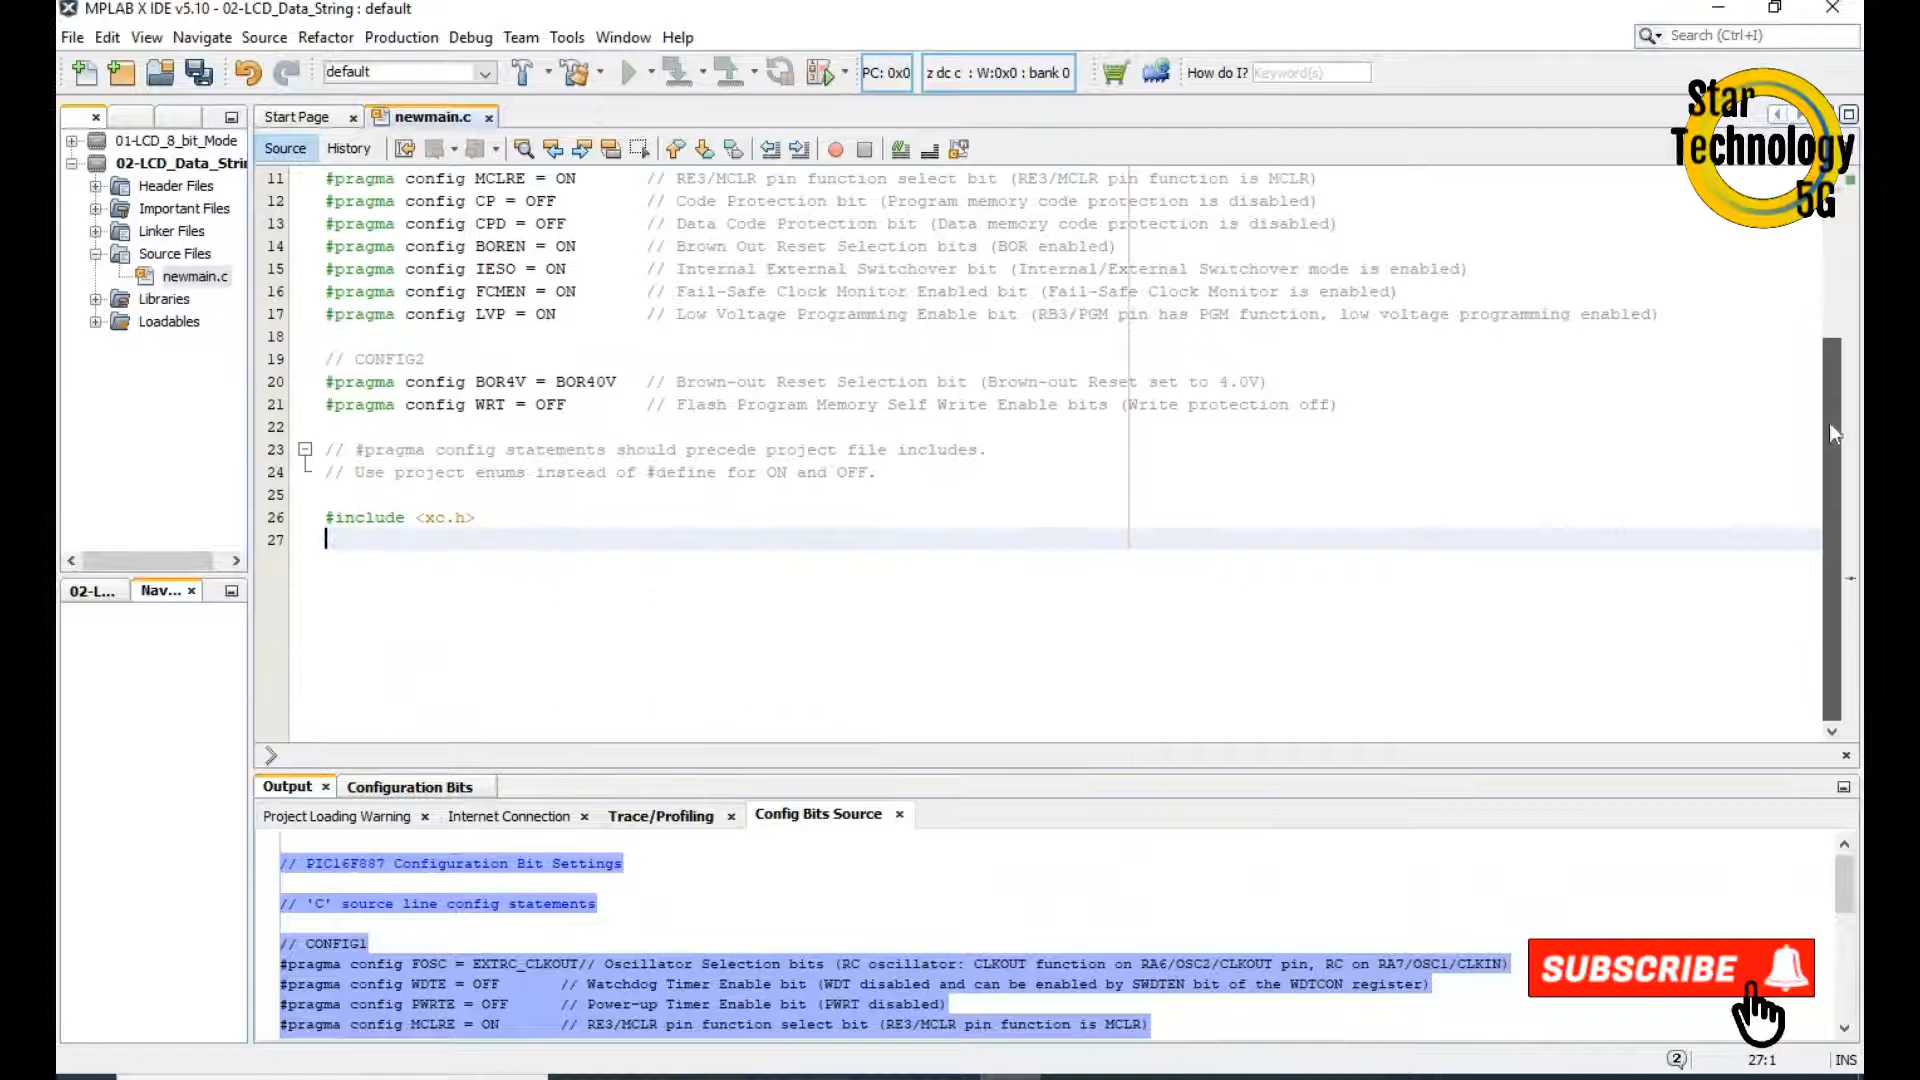 MPLAB X IDE v5.10 - 02-LCD_Data_String : default
File Edit View Navigate Source Refactor Production Debug Team Tools Window Help
Search (Ctrl+I)
default
PC: 0x0
z dc c : W:0x0 : bank 0
How do I? Keyword(s)
Star
Technology
5G
Start Page
newmain.c
01-LCD_8_bit_Mode
Source History
02-LCD_Data_Stri
Header Files
Important Files
Linker Files
Source Files
newmain.c
Libraries
Loadables
11 #pragma config MCLRE = ON // RE3/MCLR pin function select bit (RE3/MCLR pin function is MCLR)
12 #pragma config CP = OFF // Code Protection bit (Program memory code protection is disabled)
13 #pragma config CPD = OFF // Data Code Protection bit (Data memory code protection is disabled)
14 #pragma config BOREN = ON // Brown Out Reset Selection bits (BOR enabled)
15 #pragma config IESO = ON // Internal External Switchover bit (Internal/External Switchover mode is enabled)
16 #pragma config FCMEN = ON // Fail-Safe Clock Monitor Enabled bit (Fail-Safe Clock Monitor is enabled)
17 #pragma config LVP = ON // Low Voltage Programming Enable bit (RB3/PGM pin has PGM function, low voltage programming enabled)
18
19 // CONFIG2
20 #pragma config BOR4V = BOR40V // Brown-out Reset Selection bit (Brown-out Reset set to 4.0V)
21 #pragma config WRT = OFF // Flash Program Memory Self Write Enable bits (Write protection off)
22
23 // #pragma config statements should precede project file includes.
24 // Use project enums instead of #define for ON and OFF.
25
26 #include <xc.h>
27
02-L... Nav...
Output Configuration Bits
Project Loading Warning Internet Connection Trace/Profiling Config Bits Source
// PIC16F887 Configuration Bit Settings
// 'C' source line config statements
// CONFIG1
#pragma config FOSC = EXTRC_CLKOUT// Oscillator Selection bits (RC oscillator: CLKOUT function on RA6/OSC2/CLKOUT pin, RC on RA7/OSC1/CLKIN)
#pragma config WDTE = OFF // Watchdog Timer Enable bit (WDT disabled and can be enabled by SWDTEN bit of the WDTCON register)
#pragma config PWRTE = OFF // Power-up Timer Enable bit (PWRT disabled)
#pragma config MCLRE = ON // RE3/MCLR pin function select bit (RE3/MCLR pin function is MCLR)
SUBSCRIBE
2 27:1 INS